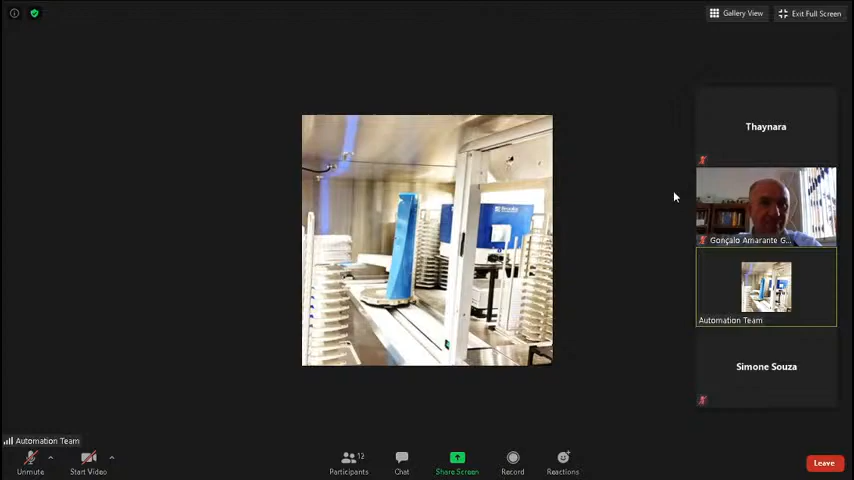 Gallery View
Exit Full Screen
Thaynara
Gonçalo Amarante G...
Automation Team
Simone Souza
Automation Team
Unmute
Start Video
Participants
12
Chat
Share Screen
Record
Reactions
Leave